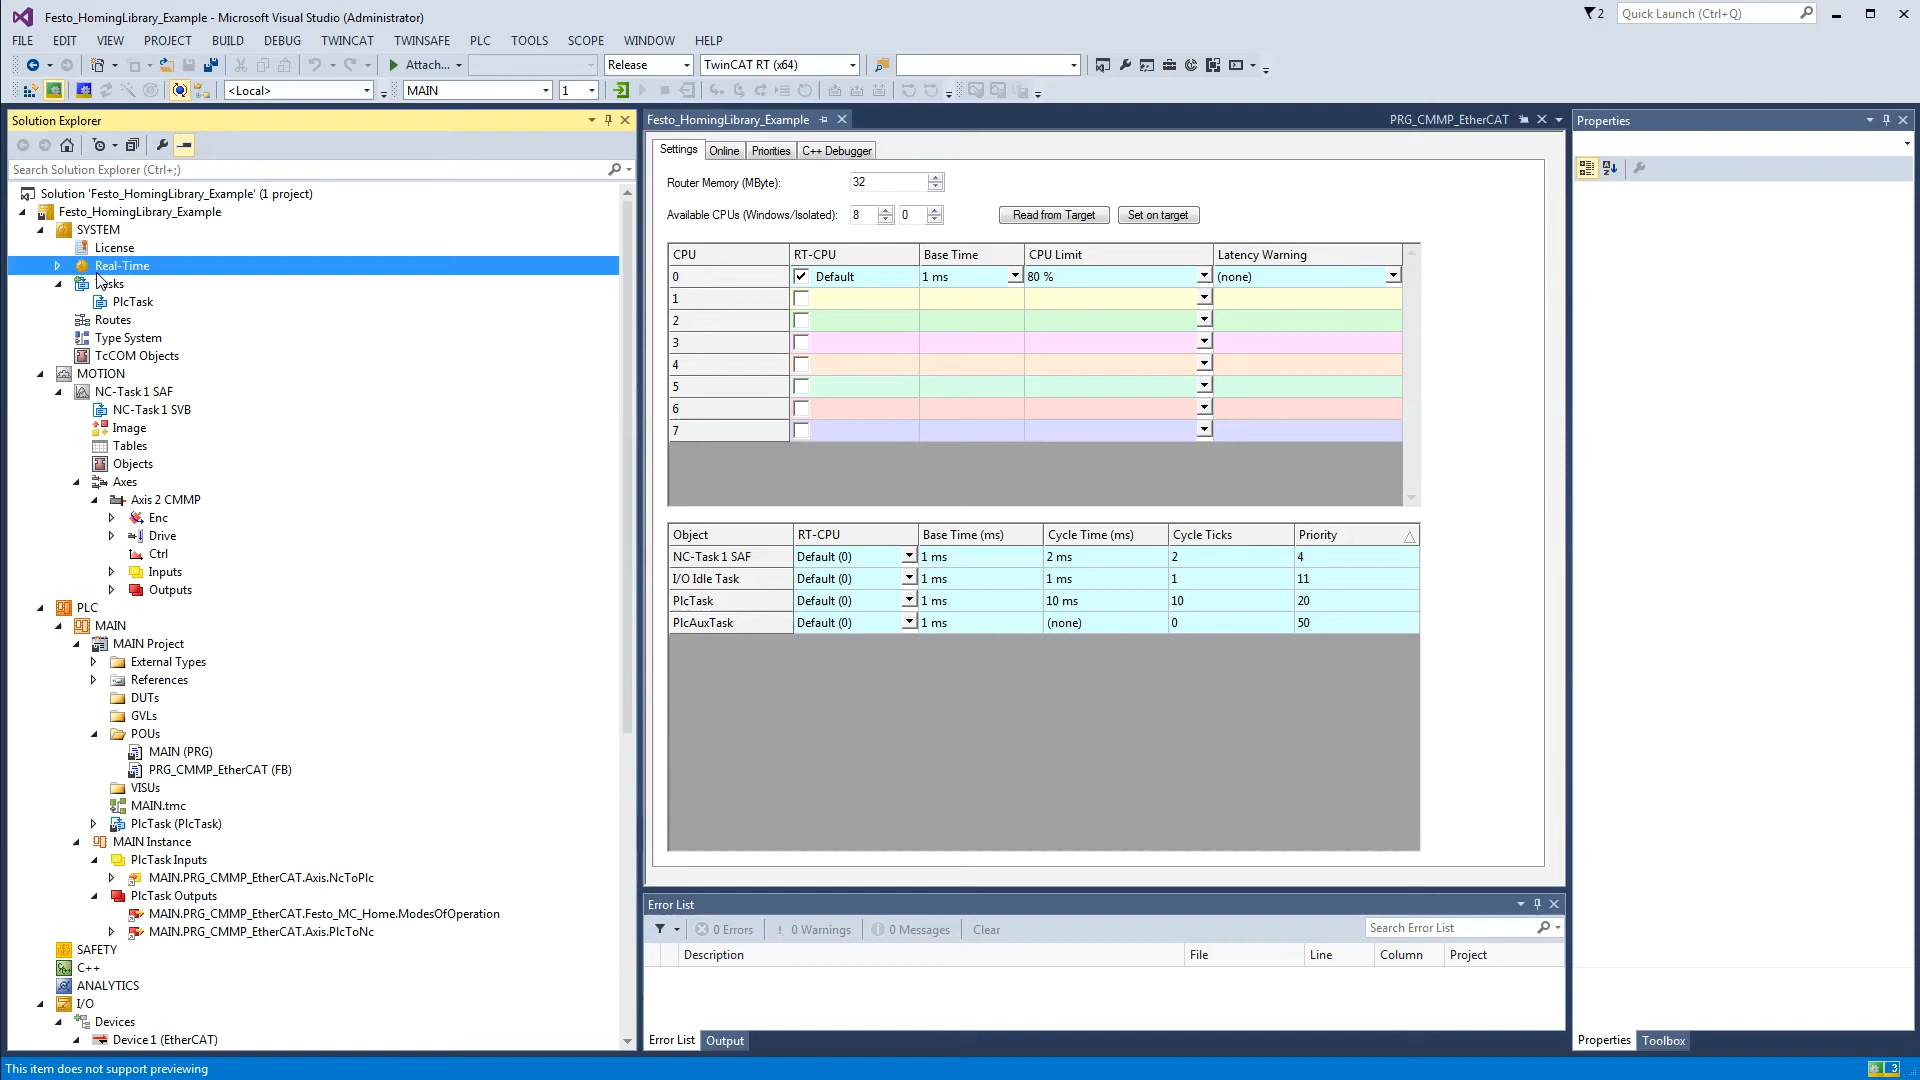 Festo_HomingLibrary_Example - Microsoft Visual Studio (Administrator)
2
Quick Launch (Ctrl+Q)
FILE EDIT VIEW PROJECT BUILD DEBUG TWINCAT TWINSAFE PLC TOOLS SCOPE WINDOW HELP
Attach...
Release
TwinCAT RT (x64)
<Local>
MAIN
1
Solution Explorer
Search Solution Explorer (Ctrl+;)
Solution 'Festo_HomingLibrary_Example' (1 project)
Festo_HomingLibrary_Example
SYSTEM
License
Real-Time
sks
PlcTask
Routes
Type System
TcCOM Objects
MOTION
NC-Task 1 SAF
NC-Task 1 SVB
Image
Tables
Objects
Axes
Axis 2 CMMP
Enc
Drive
Ctrl
Inputs
Outputs
PLC
MAIN
MAIN Project
External Types
References
DUTs
GVLs
POUs
MAIN (PRG)
PRG_CMMP_EtherCAT (FB)
VISUs
MAIN.tmc
PlcTask (PlcTask)
MAIN Instance
PlcTask Inputs
MAIN.PRG_CMMP_EtherCAT.Axis.NcToPlc
PlcTask Outputs
MAIN.PRG_CMMP_EtherCAT.Festo_MC_Home.ModesOfOperation
MAIN.PRG_CMMP_EtherCAT.Axis.PlcToNc
SAFETY
C++
ANALYTICS
I/O
Devices
Device 1 (EtherCAT)
Festo_HomingLibrary_Example
PRG_CMMP_EtherCAT
Settings Online Priorities C++ Debugger
Router Memory (MByte): 32
Available CPUs (Windows/Isolated): 8 0 Read from Target Set on target
CPU RT-CPU Base Time CPU Limit Latency Warning
0 Default 1 ms 80 % (none)
1
2
3
4
5
6
7
Object RT-CPU Base Time (ms) Cycle Time (ms) Cycle Ticks Priority
NC-Task 1 SAF Default (0) 1 ms 2 ms 2 4
I/O Idle Task Default (0) 1 ms 1 ms 1 11
PlcTask Default (0) 1 ms 10 ms 10 20
PlcAuxTask Default (0) 1 ms (none) 0 50
Error List
0 Errors 0 Warnings 0 Messages Clear
Search Error List
Description File Line Column Project
Error List Output
Properties
Properties Toolbox
This item does not support previewing
3